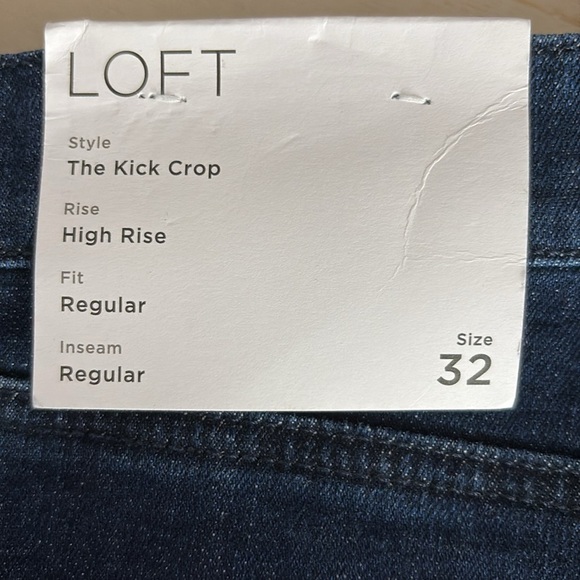 LOFT
Style
The Kick Crop
Rise
High Rise
Fit
Regular
Inseam
Regular
Size
32